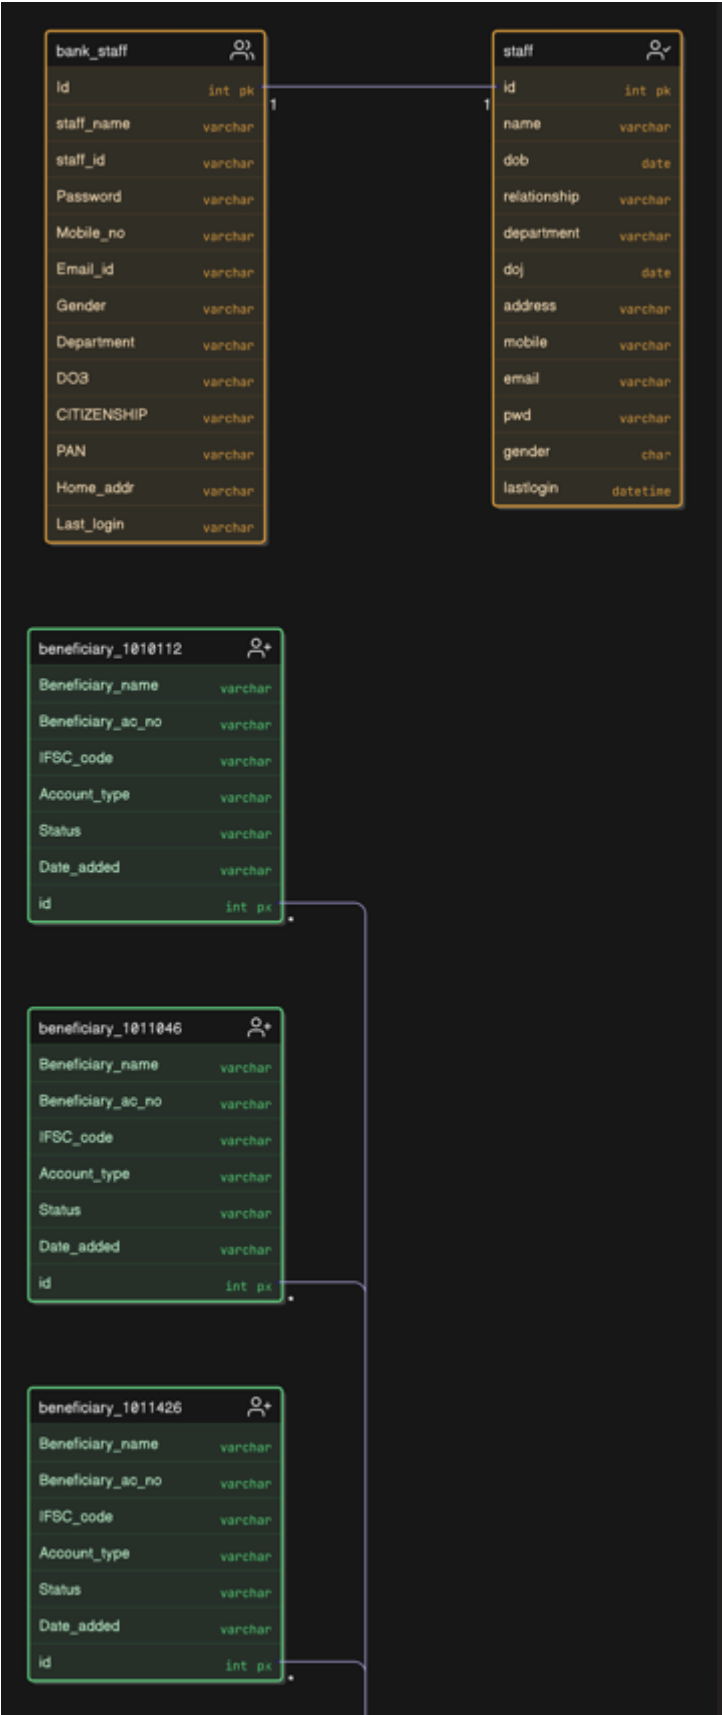 bank_staff
Id int pk
staff_name varchar
staff_id varchar
Password varchar
Mobile_no varchar
Email_id varchar
Gender varchar
Department varchar
DOB varchar
CITIZENSHIP varchar
PAN varchar
Home_addr varchar
Last_login varchar
1
1
staff
id int pk
name varchar
dob date
relationship varchar
department varchar
doj date
address varchar
mobile varchar
email varchar
pwd varchar
gender char
lastlogin datetime
beneficiary_1010112
Beneficiary_name varchar
Beneficiary_ac_no varchar
IFSC_code varchar
Account_type varchar
Status varchar
Date_added varchar
id int pk
*
beneficiary_1011046
Beneficiary_name varchar
Beneficiary_ac_no varchar
IFSC_code varchar
Account_type varchar
Status varchar
Date_added varchar
id int pk
*
beneficiary_1011426
Beneficiary_name varchar
Beneficiary_ac_no varchar
IFSC_code varchar
Account_type varchar
Status varchar
Date_added varchar
id int pk
*